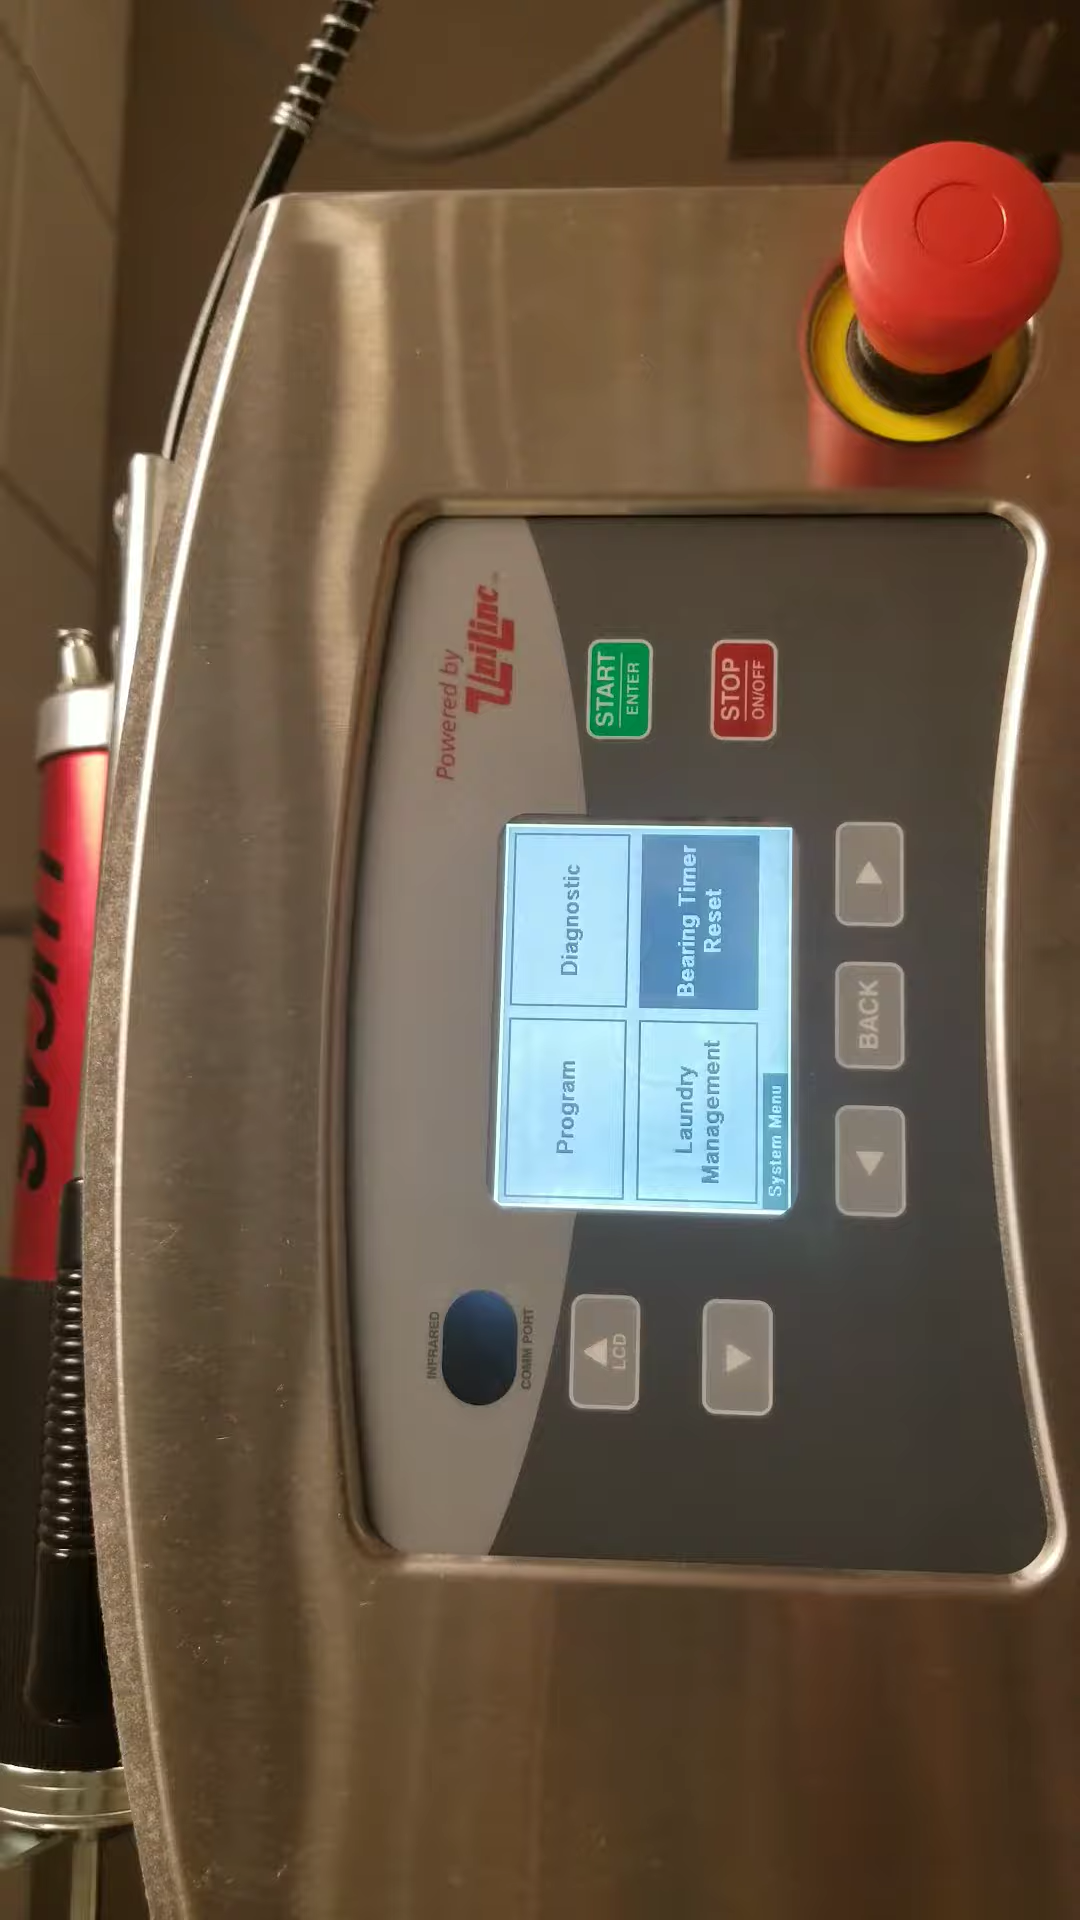 Powered by
UniLinc
INFRARED
COMM PORT
START
ENTER
STOP
ON/OFF
LCD
Program
Diagnostic
Laundry
Management
Bearing Timer
Reset
System Menu
BACK